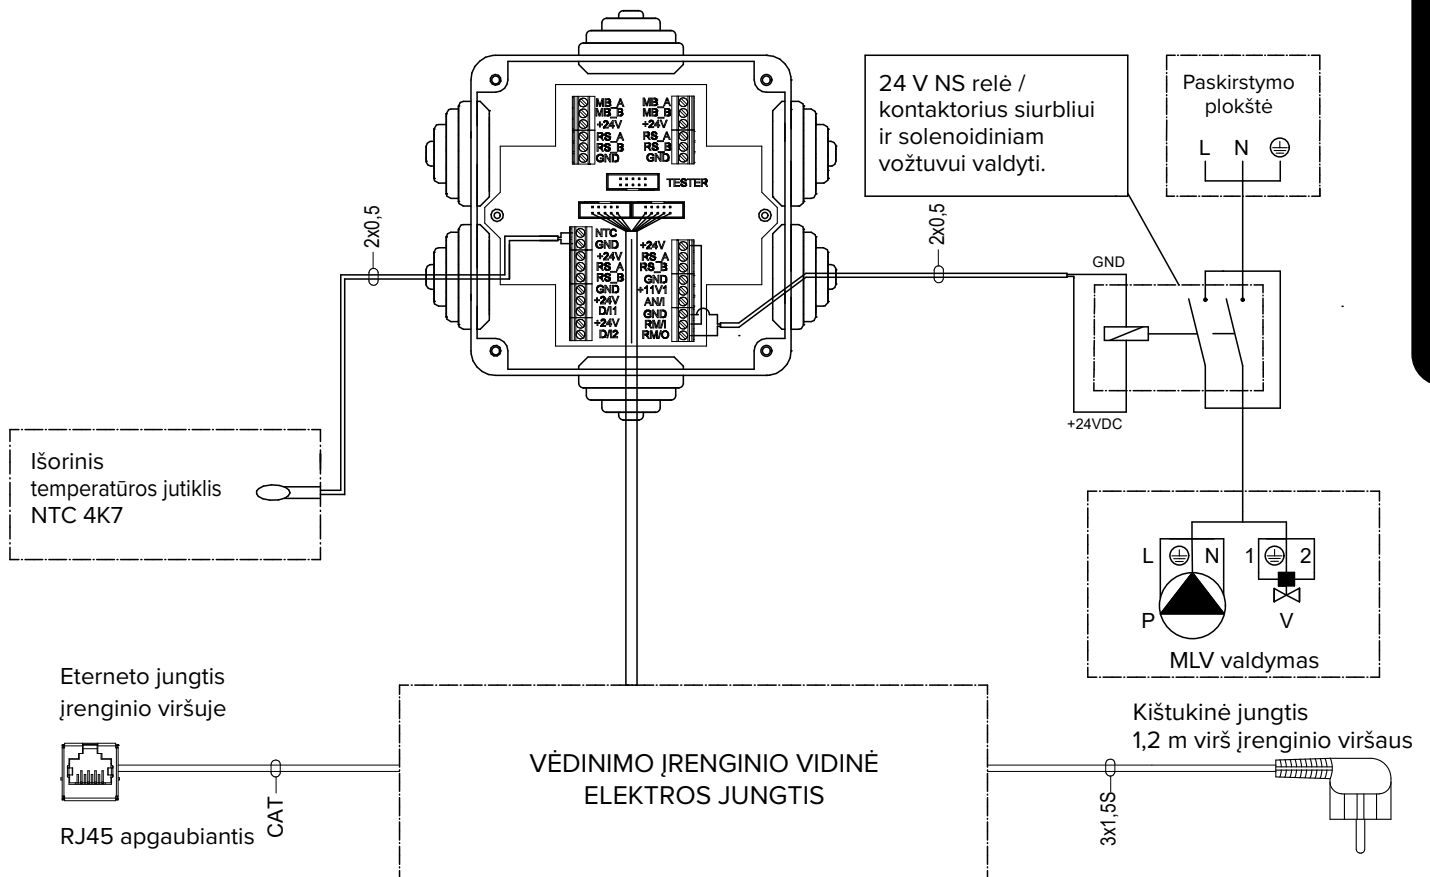 MB_A
MB_B
+24V
RS_A
RS_B
GND
MB_A
MB_B
+24V
RS_A
RS_B
GND
TESTER
NTC
GND
+24V
RS_A
RS_B
GND
+24V
D/I1
+24V
D/I2
+24V
RS_A
RS_B
GND
+11V1
AN/I
GND
RM/I
RM/O
24 V NS relė /
kontaktorius siurbliui
ir solenoidiniam
vožtuvui valdyti.
Paskirstymo
plokštė
L N
2x0,5
2x0,5
GND
+24VDC
Išorinis
temperatūros jutiklis
NTC 4K7
L N 1 2
P V
MLV valdymas
Eterneto jungtis
įrenginio viršuje
RJ45 apgaubiantis
CAT
VĖDINIMO ĮRENGINIO VIDINĖ
ELEKTROS JUNGTIS
Kištukinė jungtis
1,2 m virš įrenginio viršaus
3x1,5S